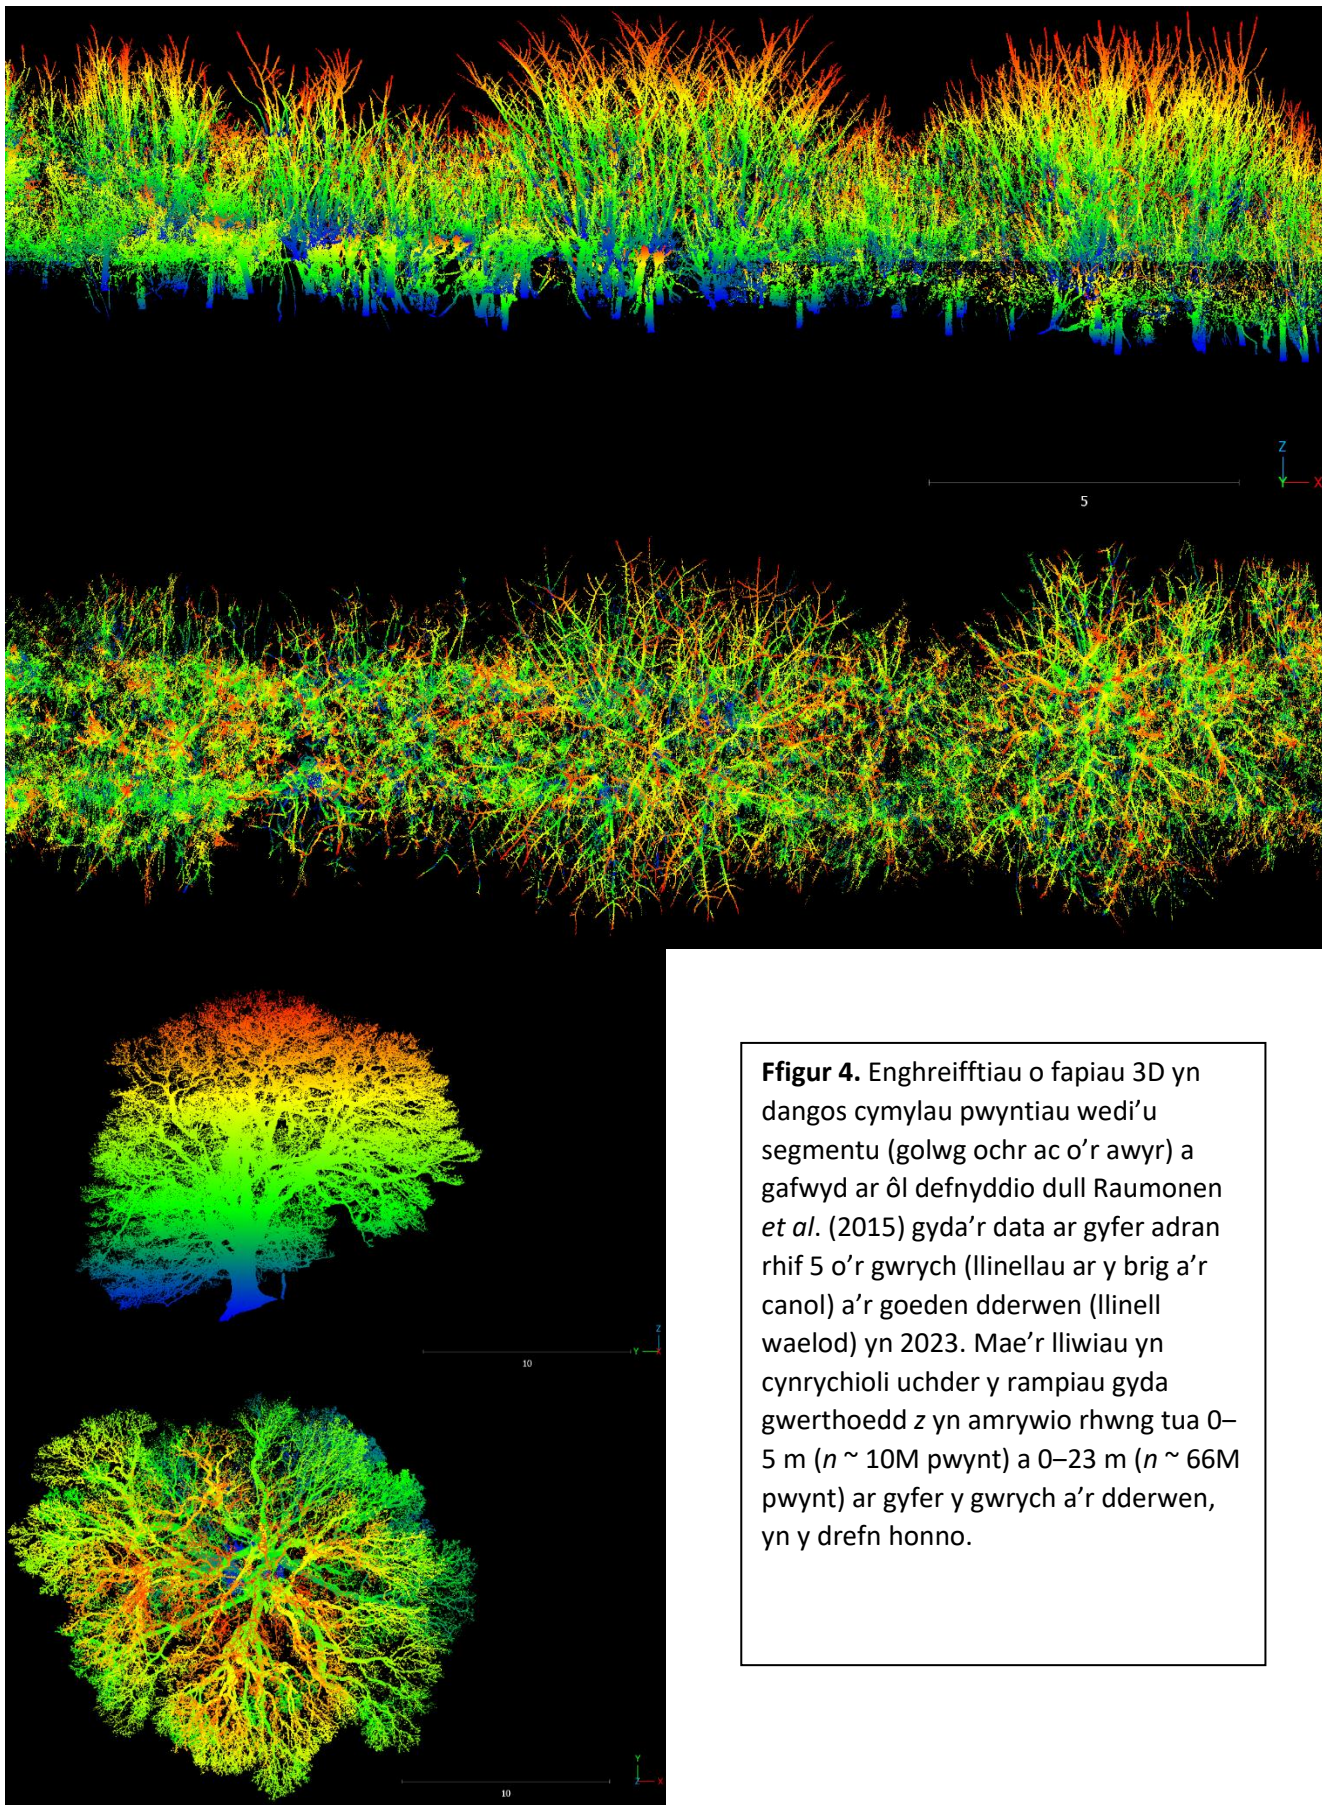 Z
Y X
5
Z
Y X
10
Ffigur 4. Enghreifftiau o fapiau 3D yn
dangos cymylau pwyntiau wedi’u
segmentu (golwg ochr ac o’r awyr) a
gafwyd ar ôl defnyddio dull Raumonen
et al. (2015) gyda’r data ar gyfer adran
rhif 5 o’r gwrych (llinellau ar y brig a’r
canol) a’r goeden dderwen (llinell
waelod) yn 2023. Mae’r lliwiau yn
cynrychioli uchder y rampiau gyda
gwerthoedd z yn amrywio rhwng tua 0–
5 m (n ~ 10M pwynt) a 0–23 m (n ~ 66M
pwynt) ar gyfer y gwrych a’r dderwen,
yn y drefn honno.
Y
Z X
10